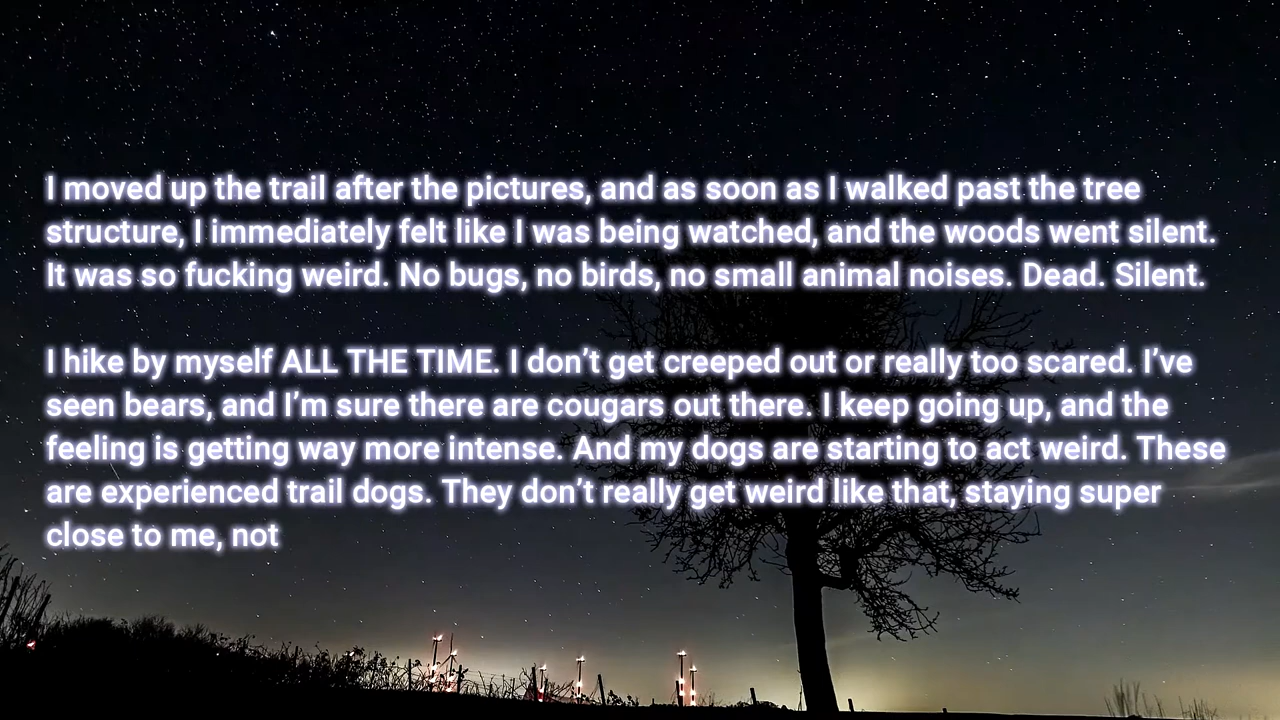 I moved up the trail after the pictures, and as soon as I walked past the tree
structure, I immediately felt like I was being watched, and the woods went silent.
It was so fucking weird. No bugs, no birds, no small animal noises. Dead. Silent.
I hike by myself ALL THE TIME. I don’t get creeped out or really too scared. I’ve
seen bears, and I’m sure there are cougars out there. I keep going up, and the
feeling is getting way more intense. And my dogs are starting to act weird. These
are experienced trail dogs. They don’t really get weird like that, staying super
close to me, not